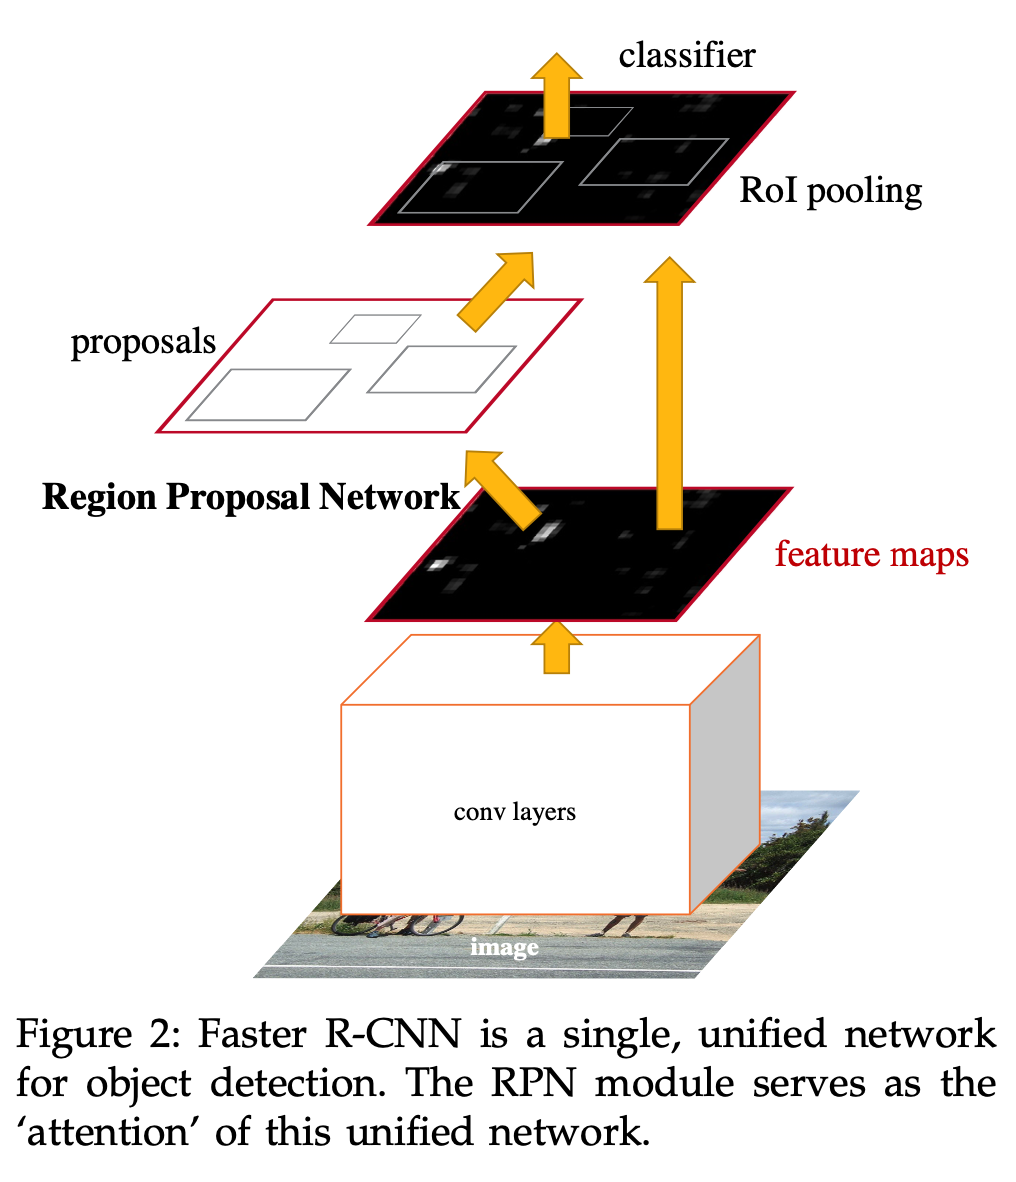 classifier
RoI pooling
proposals
Region Proposal Network
feature maps
conv layers
image
Figure 2: Faster R-CNN is a single, unified network
for object detection. The RPN module serves as the
‘attention’ of this unified network.